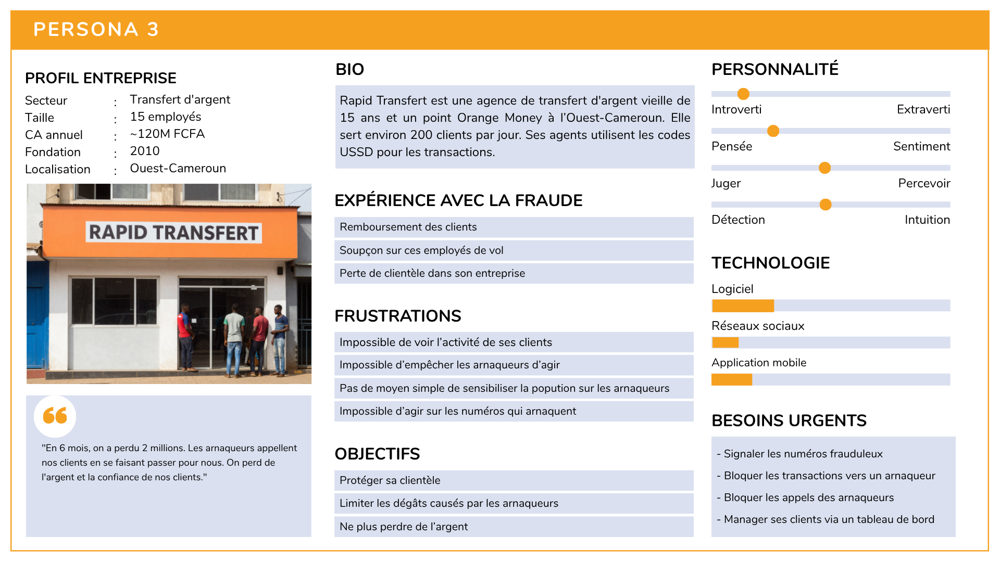 PERSONA 3
PROFIL ENTREPRISE
Secteur : Transfert d'argent
Taille : 15 employés
CA annuel : ~120M FCFA
Fondation : 2010
Localisation : Ouest-Cameroun
RAPID TRANSFERT
"En 6 mois, on a perdu 2 millions. Les arnaqueurs appellent
nos clients en se faisant passer pour nous. On perd de
l'argent et la confiance de nos clients."
BIO
Rapid Transfert est une agence de transfert d'argent vieille de
15 ans et un point Orange Money à l’Ouest-Cameroun. Elle
sert environ 200 clients par jour. Ses agents utilisent les codes
USSD pour les transactions.
EXPÉRIENCE AVEC LA FRAUDE
Remboursement des clients
Soupçon sur ces employés de vol
Perte de clientèle dans son entreprise
FRUSTRATIONS
Impossible de voir l’activité de ses clients
Impossible d’empêcher les arnaqueurs d’agir
Pas de moyen simple de sensibiliser la popution sur les arnaqueurs
Impossible d’agir sur les numéros qui arnaquent
OBJECTIFS
Protéger sa clientèle
Limiter les dégâts causés par les arnaqueurs
Ne plus perdre de l’argent
PERSONNALITÉ
Introverti Extraverti
Pensée Sentiment
Juger Percevoir
Détection Intuition
TECHNOLOGIE
Logiciel
Réseaux sociaux
Application mobile
BESOINS URGENTS
- Signaler les numéros frauduleux
- Bloquer les transactions vers un arnaqueur
- Bloquer les appels des arnaqueurs
- Manager ses clients via un tableau de bord